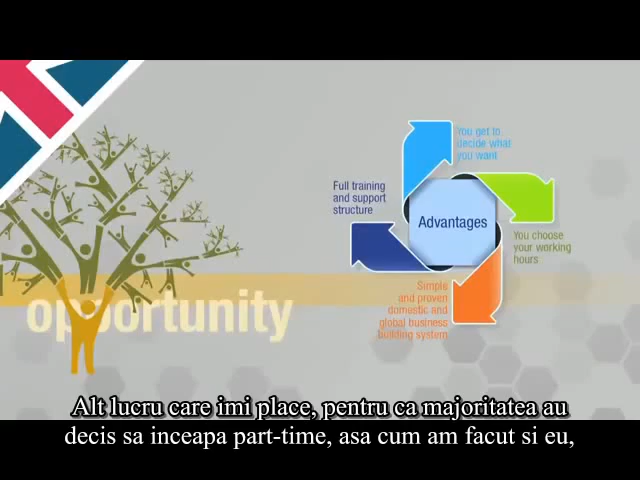 You get to
decide what
you want
Full training
and support
structure
Advantages
You choose
your working
hours
Simple
and proven
domestic and
global business
building system
opportunity
Alt lucru care imi place, pentru ca majoritatea au
decis sa inceapa part-time, asa cum am facut si eu,